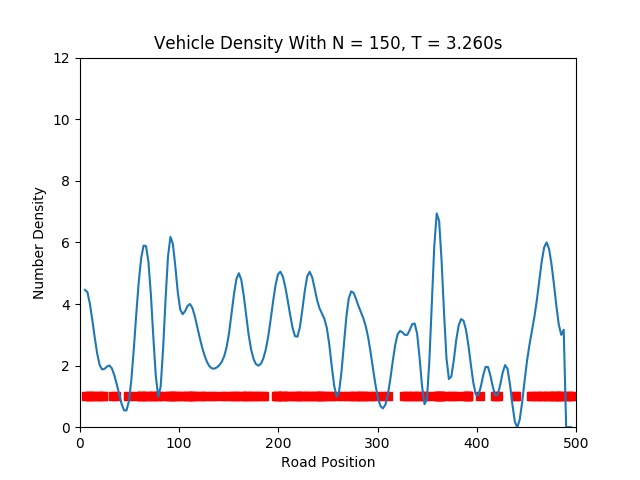 Vehicle Density With N = 150, T = 3.260s
12
10
8
6
4
2
0
Number Density
0 100 200 300 400 500
Road Position